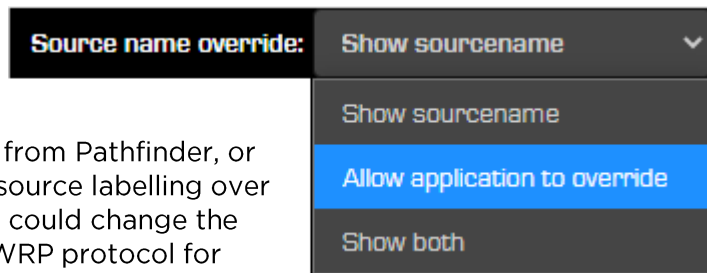 Source name override: Show sourcename
Show sourcename
Allow application to override
Show both
from Pathfinder, or
source labelling over
could change the
WRP protocol for